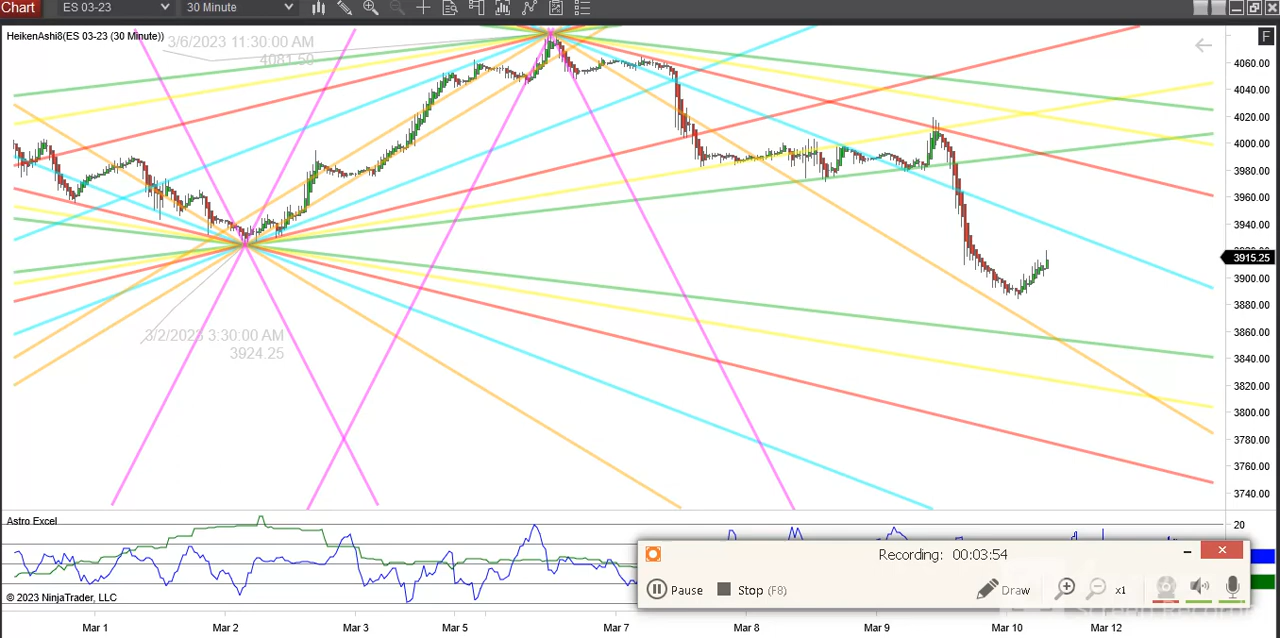 Chart ES 03-23 30 Minute
HeikenAshi8(ES 03-23 (30 Minute))
F
3/6/2023 11:30:00 AM
4081.50
3/2/2023 3:30:00 AM
3924.25
4060.00
4040.00
4020.00
4000.00
3980.00
3960.00
3940.00
3915.25
3900.00
3880.00
3860.00
3840.00
3820.00
3800.00
3780.00
3760.00
3740.00
Astro Excel
20
Recording: 00:03:54
Pause Stop (F8) Draw x1
© 2023 NinjaTrader, LLC
Mar 1 Mar 2 Mar 3 Mar 5 Mar 7 Mar 8 Mar 9 Mar 10 Mar 12